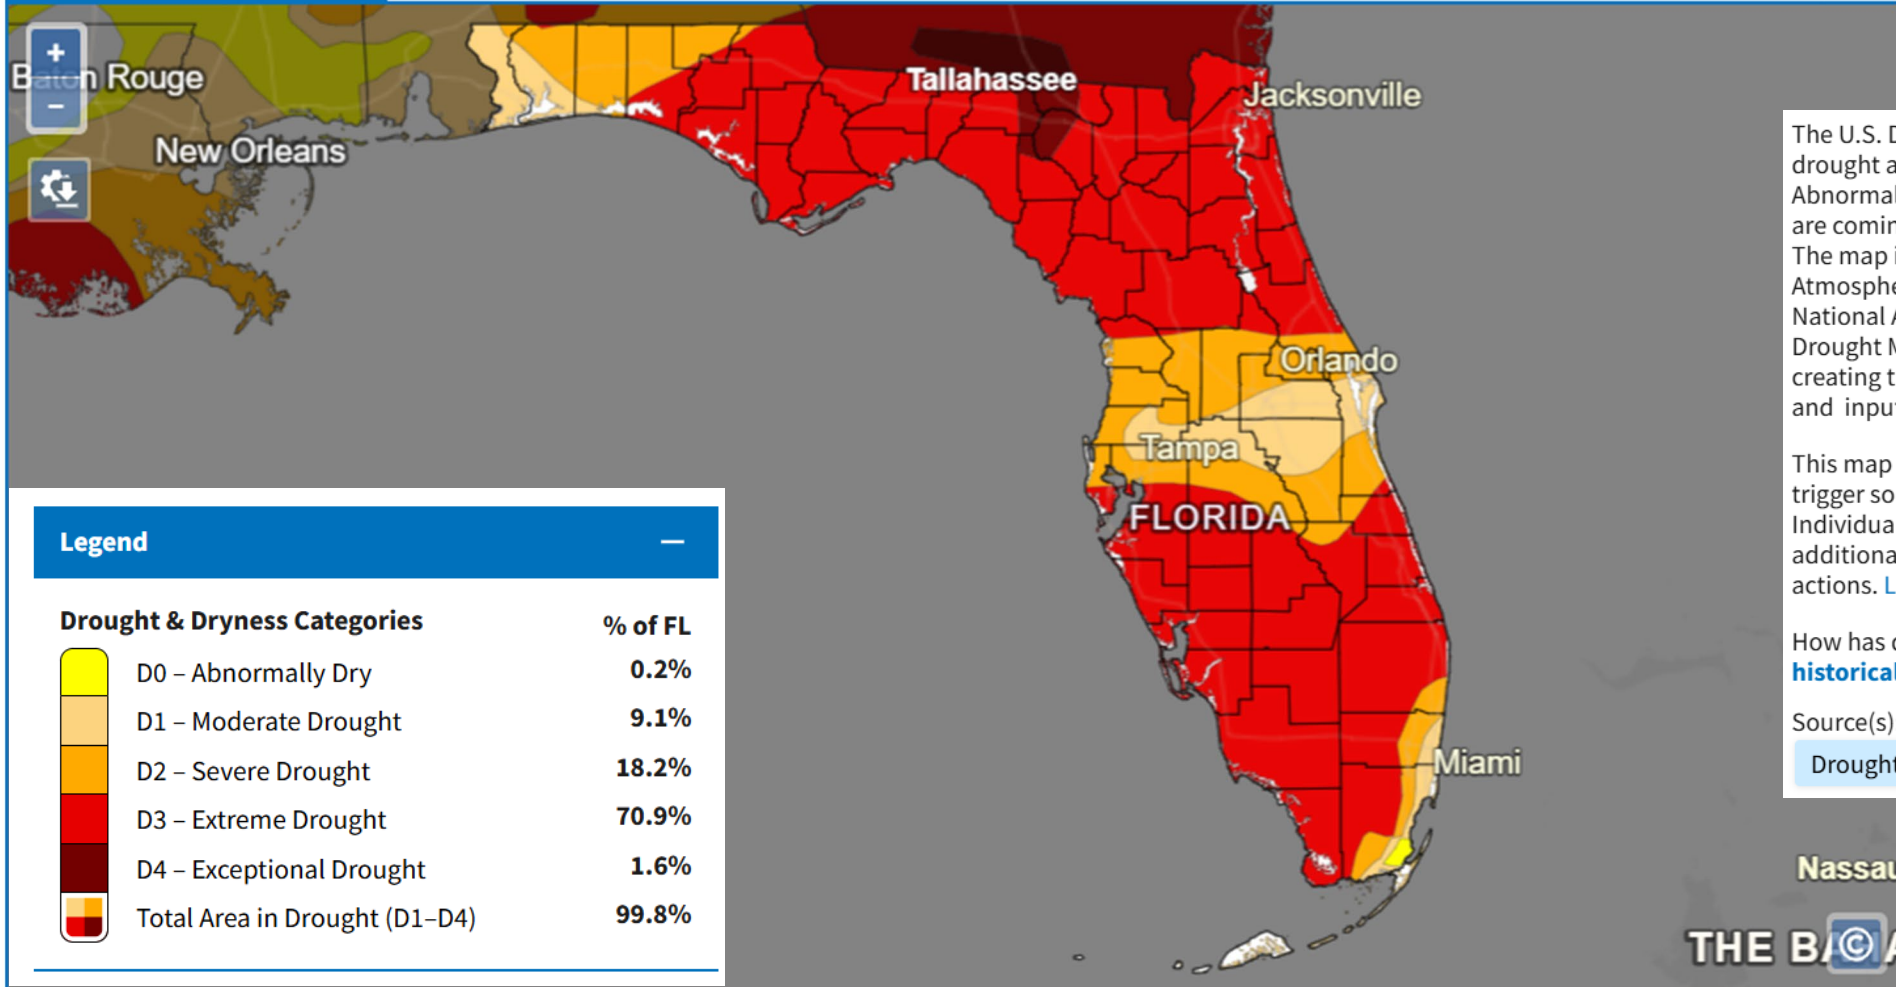 +
−
Baton Rouge
New Orleans
Tallahassee
Jacksonville
Orlando
Tampa
FLORIDA
Miami
Nassau
THE BA
©
Legend
—
Drought & Dryness Categories
% of FL
D0 – Abnormally Dry 0.2%
D1 – Moderate Drought 9.1%
D2 – Severe Drought 18.2%
D3 – Extreme Drought 70.9%
D4 – Exceptional Drought 1.6%
Total Area in Drought (D1–D4) 99.8%
The U.S. D
drought a
Abnormal
are comin
The map i
Atmosphe
National A
Drought M
creating t
and input
This map
trigger so
Individua
additiona
actions. L
How has
historical
Source(s)
Drought